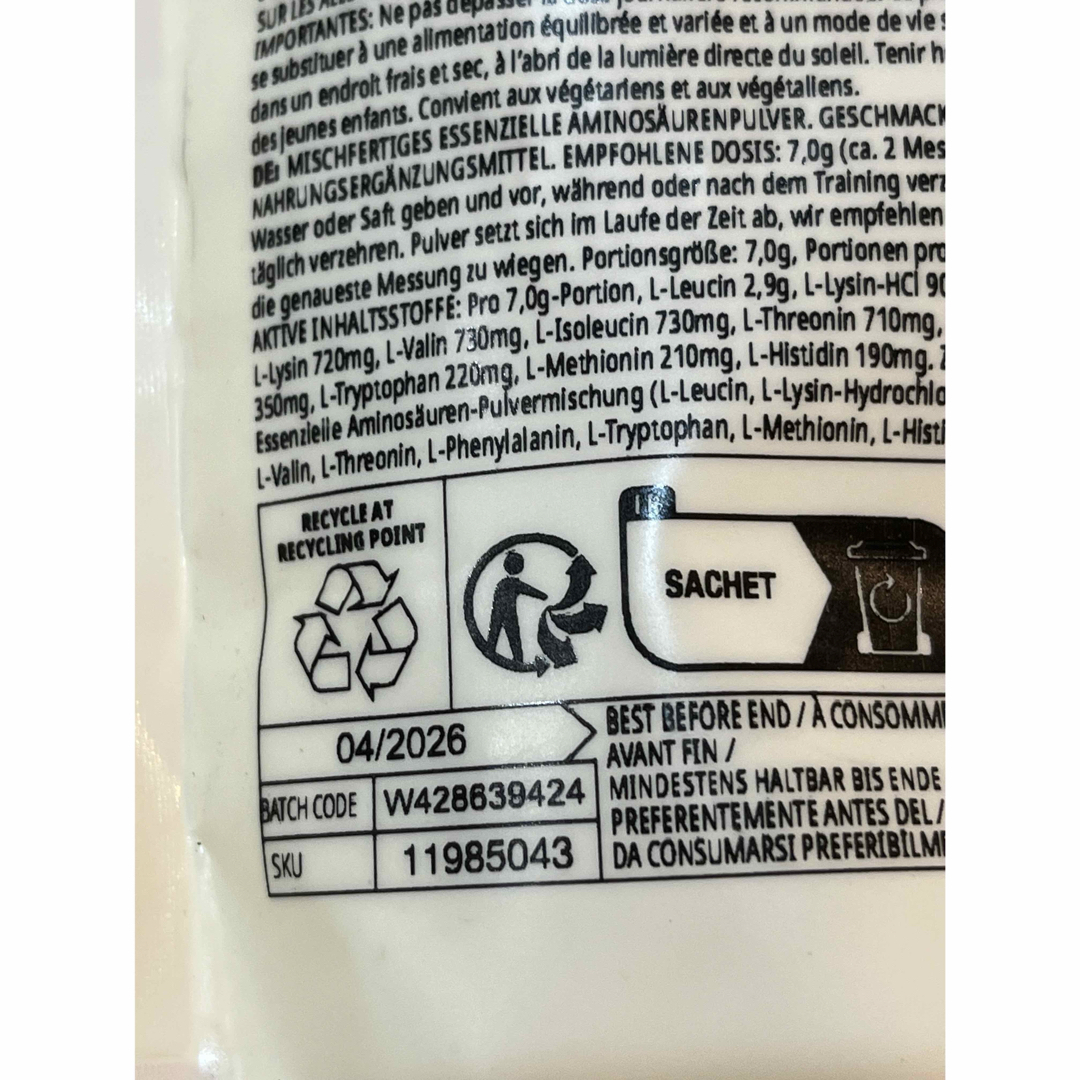 SUR LES
IMPORTANTES: Ne pas dépasser la
se substituer à une alimentation équilibrée et variée et à un mode de vie
dans un endroit frais et sec, à l'abri de la lumière directe du soleil. Tenir h
des jeunes enfants. Convient aux végétariens et aux végétaliens.
DE: MISCHFERTIGES ESSENZIELLE AMINOSÄURENPULVER. GESCHMACK
NAHRUNGSERGÄNZUNGSMITTEL. EMPFOHLENE DOSIS: 7,0g (ca. 2 Mes
Wasser oder Saft geben und vor, während oder nach dem Training verz
täglich verzehren. Pulver setzt sich im Laufe der Zeit ab, wir empfehlen
die genaueste Messung zu wiegen. Portionsgröße: 7,0g, Portionen pro
AKTIVE INHALTSSTOFFE: Pro 7,0g-Portion, L-Leucin 2,9g, L-Lysin-HCl 90
L-Lysin 720mg, L-Valin 730mg, L-Isoleucin 730mg, L-Threonin 710mg,
350mg, L-Tryptophan 220mg, L-Methionin 210mg, L-Histidin 190mg. Z
Essenzielle Aminosäuren-Pulvermischung (L-Leucin, L-Lysin-Hydrochlo
L-Valin, L-Threonin, L-Phenylalanin, L-Tryptophan, L-Methionin, L-Histi
RECYCLE AT
RECYCLING POINT
FR
SACHET
04/2026
BEST BEFORE END / À CONSOMM
AVANT FIN /
MINDESTENS HALTBAR BIS ENDE
PREFERENTEMENTE ANTES DEL /
DA CONSUMARSI PREFERIBILM
BATCH CODE W428639424
SKU 11985043